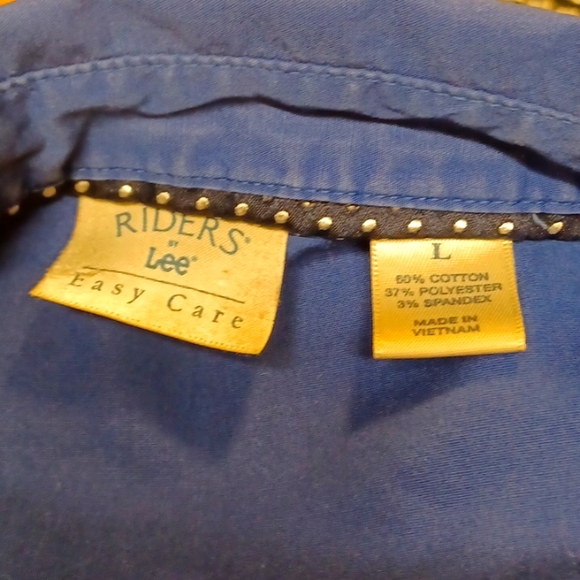 RIDERS®
BY
Lee®
Easy Care
L
60% COTTON
37% POLYESTER
3% SPANDEX
MADE IN
VIETNAM